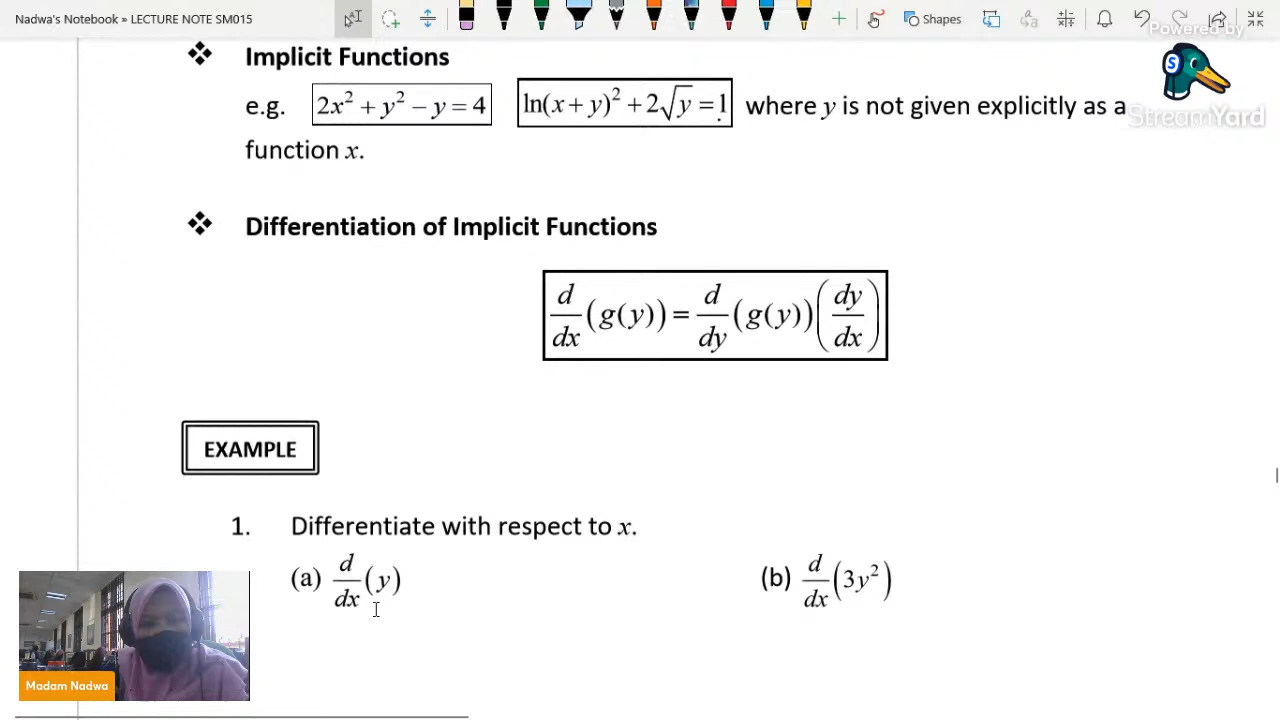 Nadwa's Notebook » LECTURE NOTE SM015
Shapes
Powered by
StreamYard
❖ Implicit Functions
e.g. 2x² + y² − y = 4 ln(x + y)² + 2√y = 1 where y is not given explicitly as a
function x.
❖ Differentiation of Implicit Functions
d/dx (g(y)) = d/dy (g(y)) (dy/dx)
EXAMPLE
1. Differentiate with respect to x.
(a) d/dx (y) (b) d/dx (3y²)
Madam Nadwa